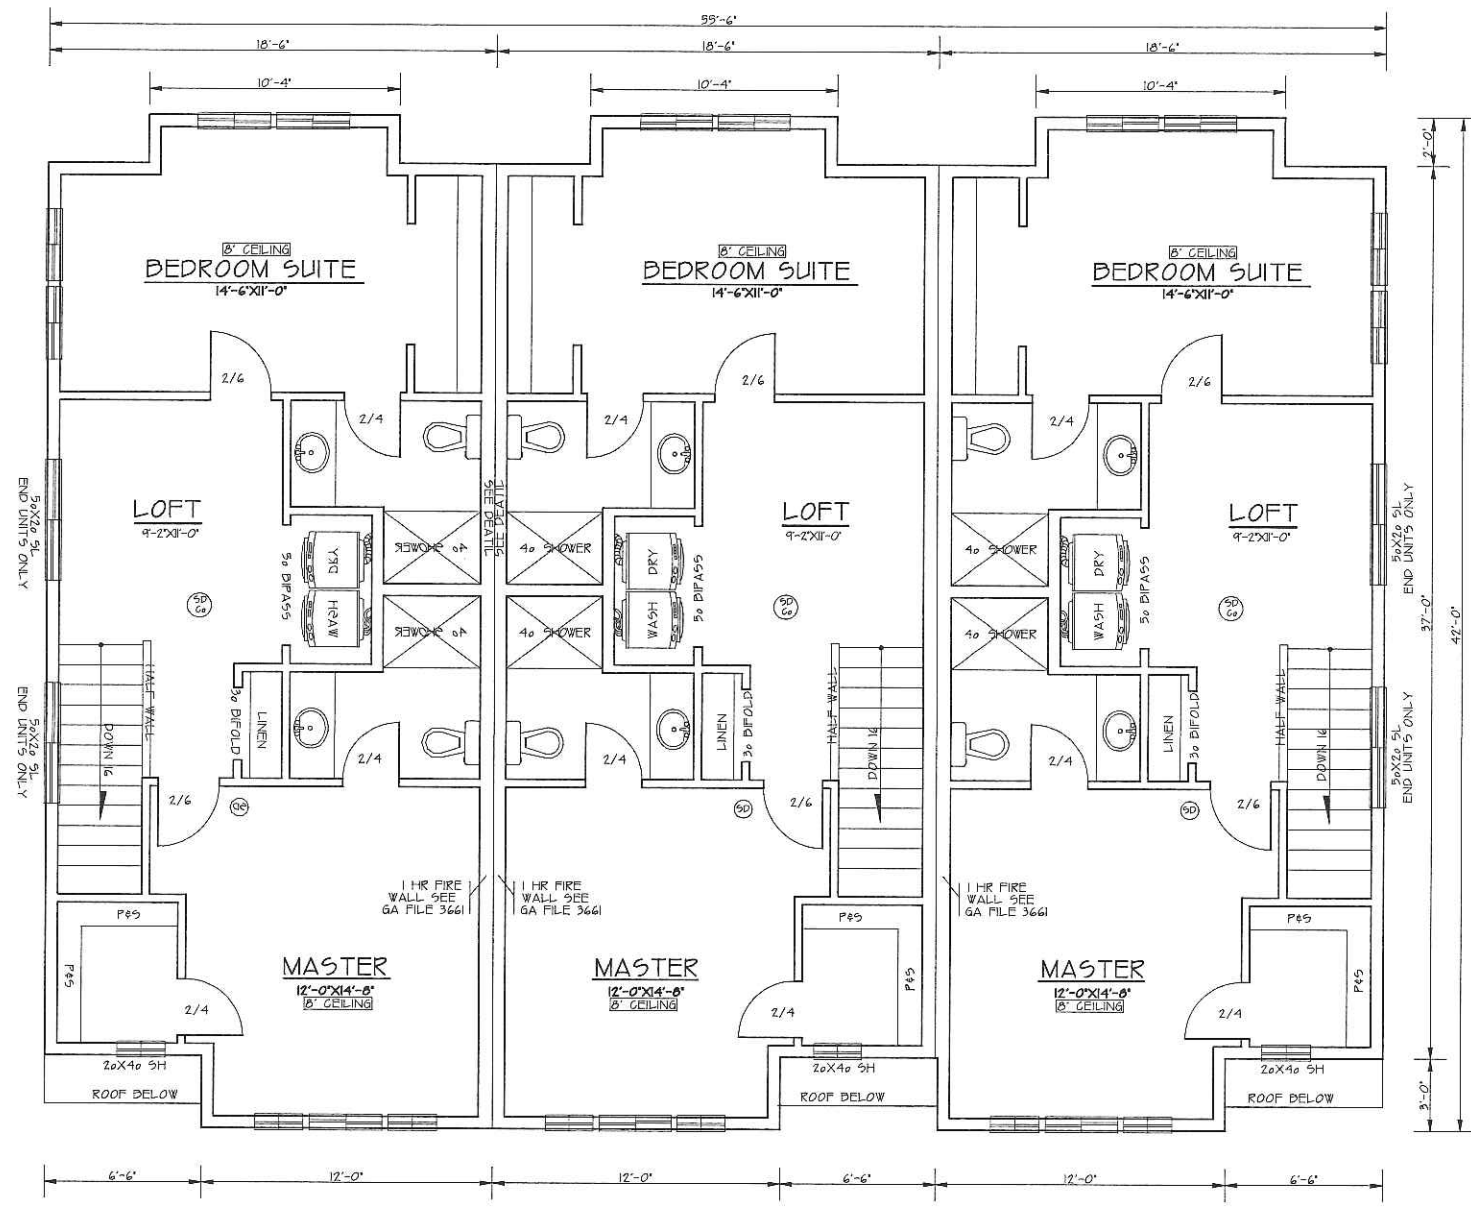 55'-6"
18'-6" 18'-6" 18'-6"
10'-4" 10'-4" 10'-4"
2'-0"
8' CEILING
BEDROOM SUITE
14'-6"X11'-0"
8' CEILING
BEDROOM SUITE
14'-6"X11'-0"
8' CEILING
BEDROOM SUITE
14'-6"X11'-0"
2/6 2/6 2/6
2/4 2/4 2/4
SEE DEATIL
SEE DEATIL
50X20 SL
END UNITS ONLY
LOFT
9'-2"X11'-0"
LOFT
9'-2"X11'-0"
LOFT
9'-2"X11'-0"
50X20 SL
END UNITS ONLY
DRY
WASH
50 BIPASS
40 SHOWER
40 SHOWER
40 SHOWER
40 SHOWER
DRY
WASH
50 BIPASS
40 SHOWER
40 SHOWER
DRY
WASH
50 BIPASS
SD
60
SD
60
SD
60
37'-0"
42'-0"
50X20 SL
END UNITS ONLY
HALF WALL
DOWN 16
30 BIFOLD
LINEN
LINEN
30 BIFOLD
HALF WALL
DOWN 16
LINEN
30 BIFOLD
HALF WALL
DOWN 16
50X20 SL
END UNITS ONLY
2/4 2/4 2/4
2/6 2/6 2/6
SD SD SD
1 HR FIRE
WALL SEE
GA FILE 3661
1 HR FIRE
WALL SEE
GA FILE 3661
1 HR FIRE
WALL SEE
GA FILE 3661
P&S
P&S
P&S
P&S
P&S
P&S
MASTER
12'-0"X14'-8"
8' CEILING
MASTER
12'-0"X14'-8"
8' CEILING
MASTER
12'-0"X14'-8"
8' CEILING
2/4 2/4 2/4
20X40 SH
ROOF BELOW
20X40 SH
ROOF BELOW
20X40 SH
ROOF BELOW
3'-0"
6'-6" 12'-0" 12'-0" 6'-6" 12'-0" 6'-6"